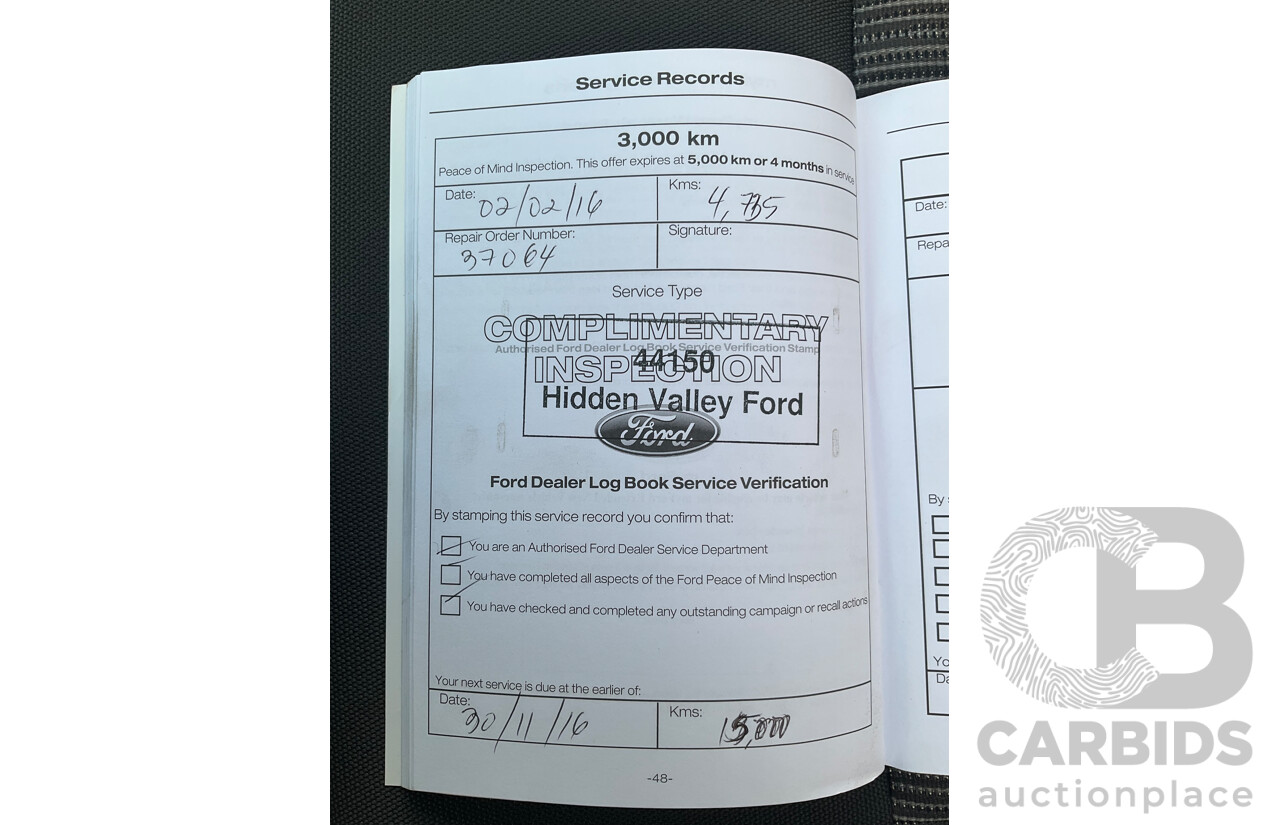 Service Records
3,000 km
Peace of Mind Inspection. This offer expires at 5,000 km or 4 months in service
Date: 02/02/16
Kms: 4,735
Repair Order Number: 37064
Signature:
Service Type
COMPLIMENTARY
Authorised Ford Dealer Log Book Service Verification Stamp
44150
INSPECTION
Hidden Valley Ford
Ford
Ford Dealer Log Book Service Verification
By stamping this service record you confirm that:
You are an Authorised Ford Dealer Service Department
You have completed all aspects of the Ford Peace of Mind Inspection
You have checked and completed any outstanding campaign or recall actions
Your next service is due at the earlier of:
Date: 30/11/16
Kms: 15,000
-48-
Date:
Repa
By
Yo
Da
CB
CARBIDS
auctionplace